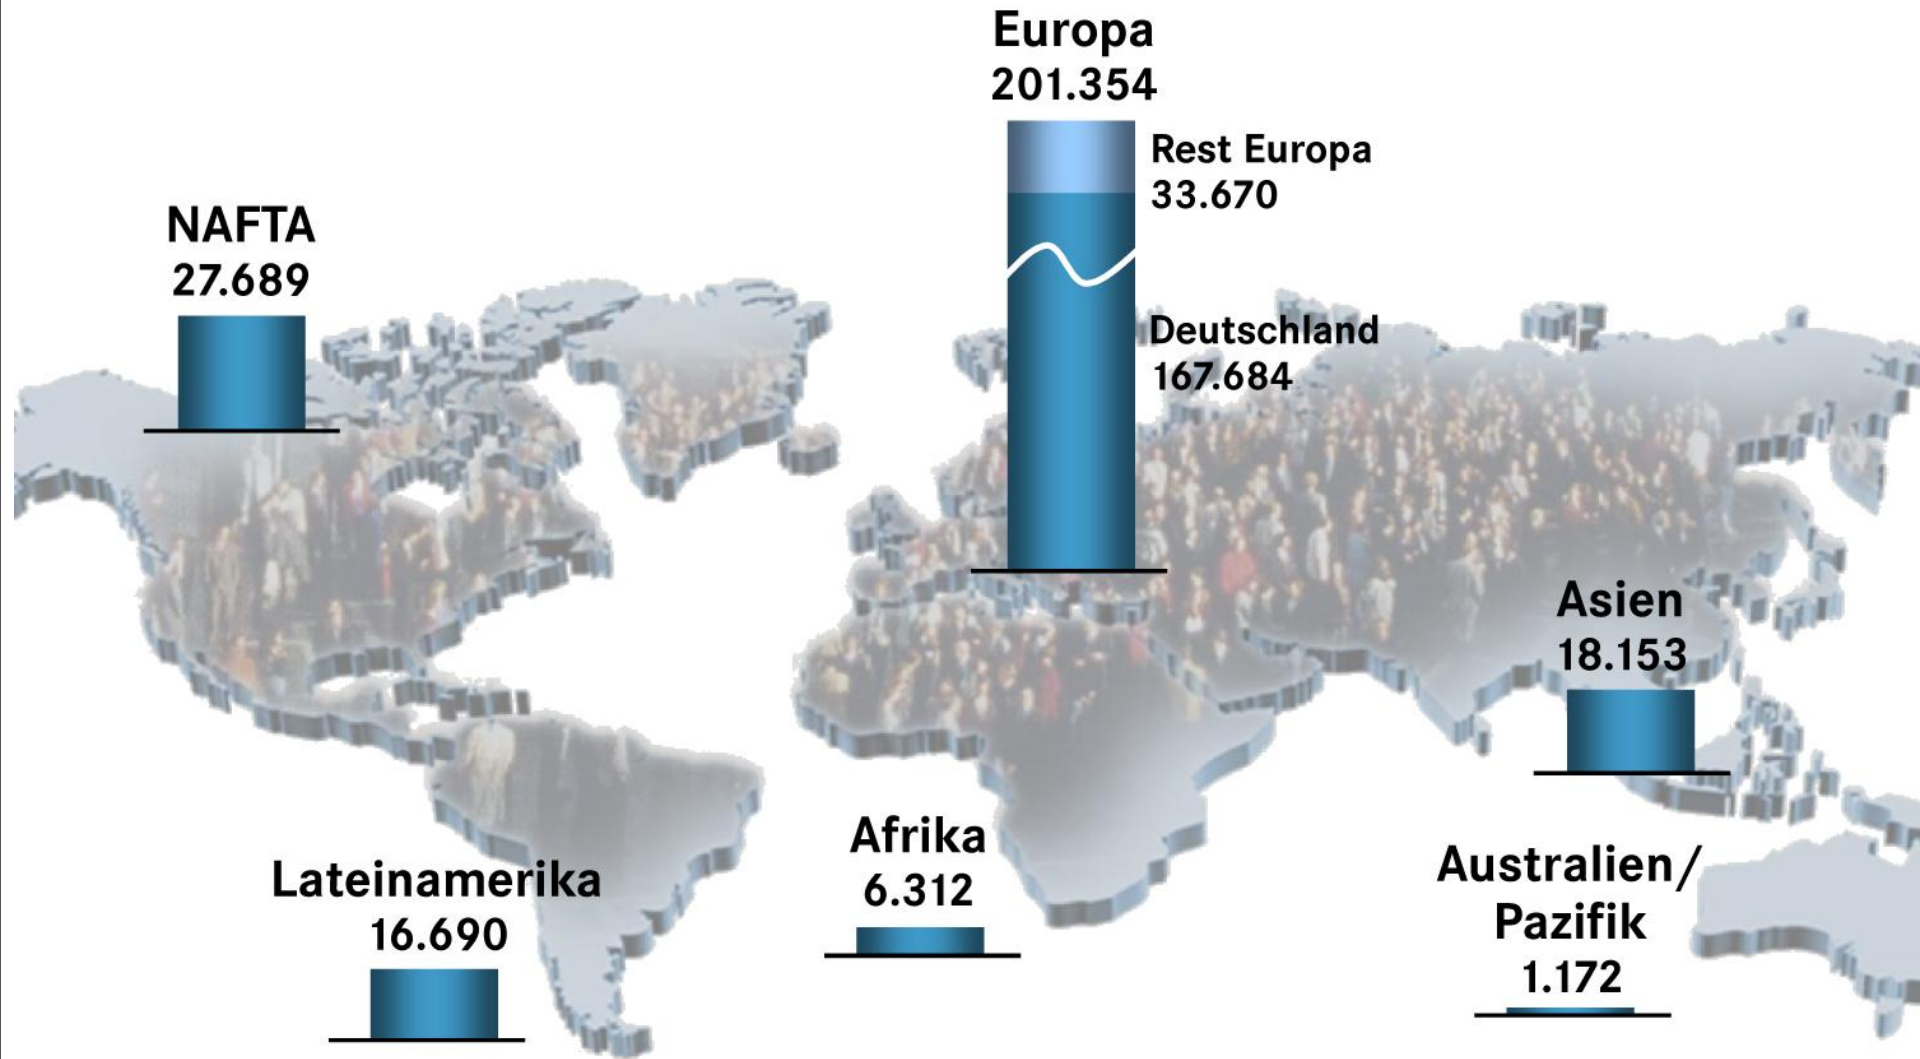 Europa
201.354
Rest Europa
33.670
NAFTA
27.689
Deutschland
167.684
Asien
18.153
Afrika
6.312
Australien/
Pazifik
1.172
Lateinamerika
16.690